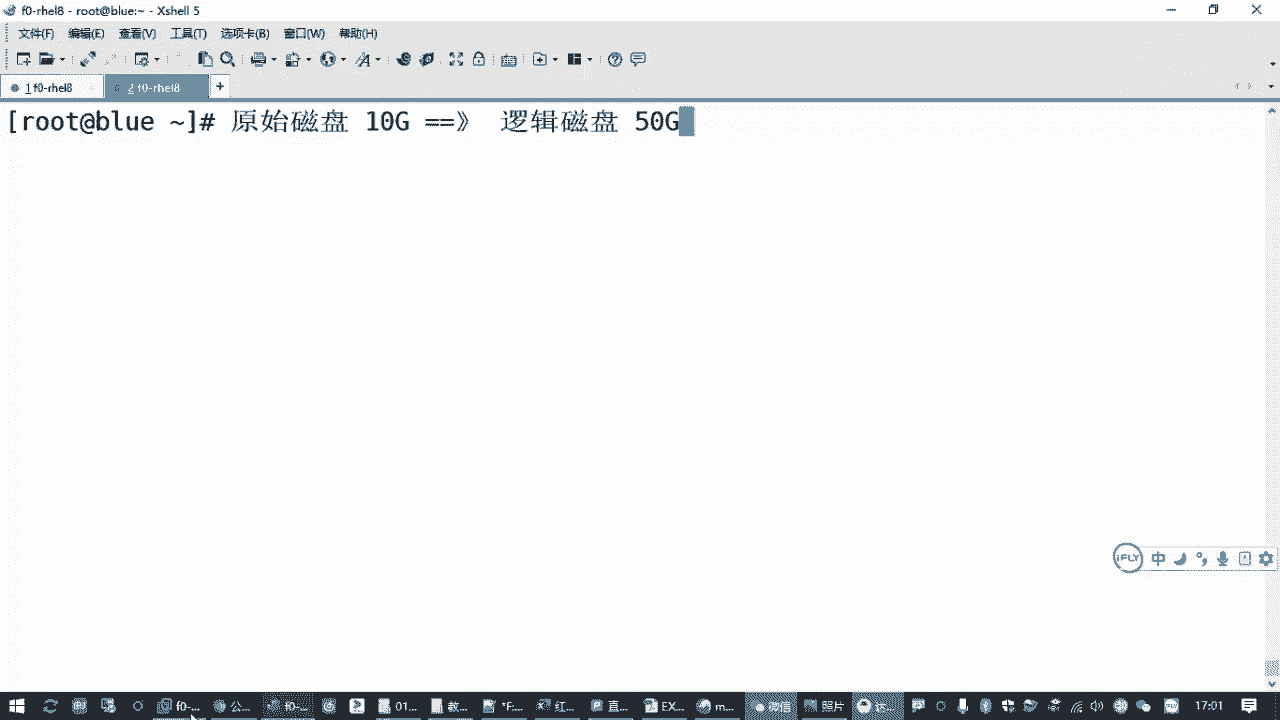 f0-rhel8 - root@blue:~ - Xshell 5
文件(F) 编辑(E) 查看(V) 工具(T) 选项卡(B) 窗口(W) 帮助(H)
1 f0-rhel8 2 f0-rhel8 +
[root@blue ~]# 原始磁盘 10G ==》 逻辑磁盘 50G
iFLY 中
f0-... 公... f0-... 01... 教... *F... 红... 直... EX... m... 微信 照片 17:01